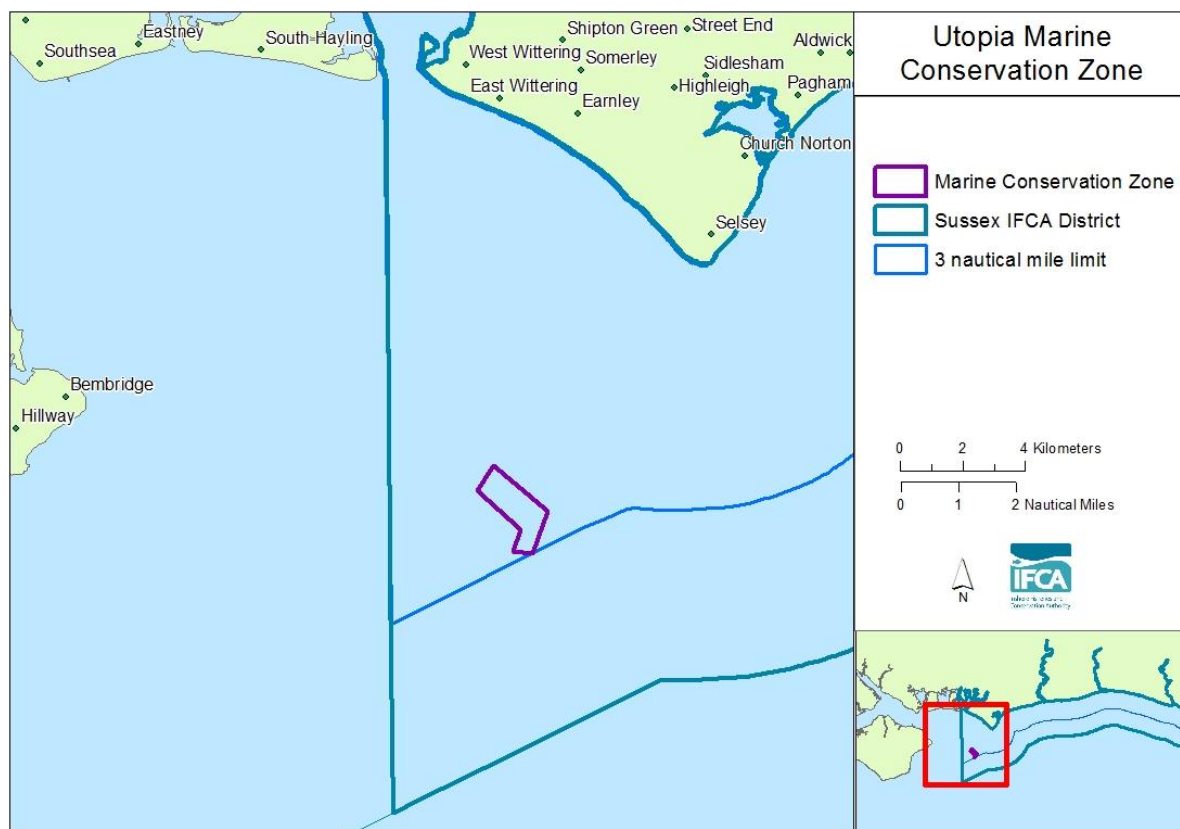 Utopia Marine
Conservation Zone
Southsea
Eastney
South Hayling
Shipton Green
Street End
West Wittering
Somerley
Sidlesham
Aldwick
East Wittering
Highleigh
Pagham
Earnley
Church Norton
Selsey
Bembridge
Hillway
Marine Conservation Zone
Sussex IFCA District
3 nautical mile limit
0 2 4 Kilometers
0 1 2 Nautical Miles
N
IFCA
Conservation Authority